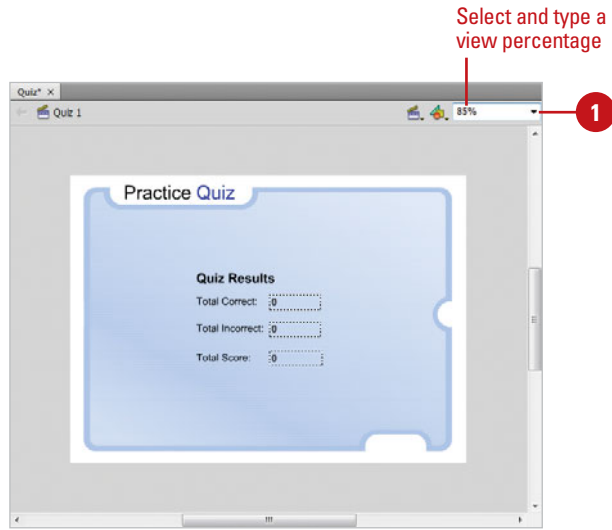 Select and type a
view percentage
Quiz* ×
Quiz 1
85%
1
Practice Quiz
Quiz Results
Total Correct: 0
Total Incorrect: 0
Total Score: 0